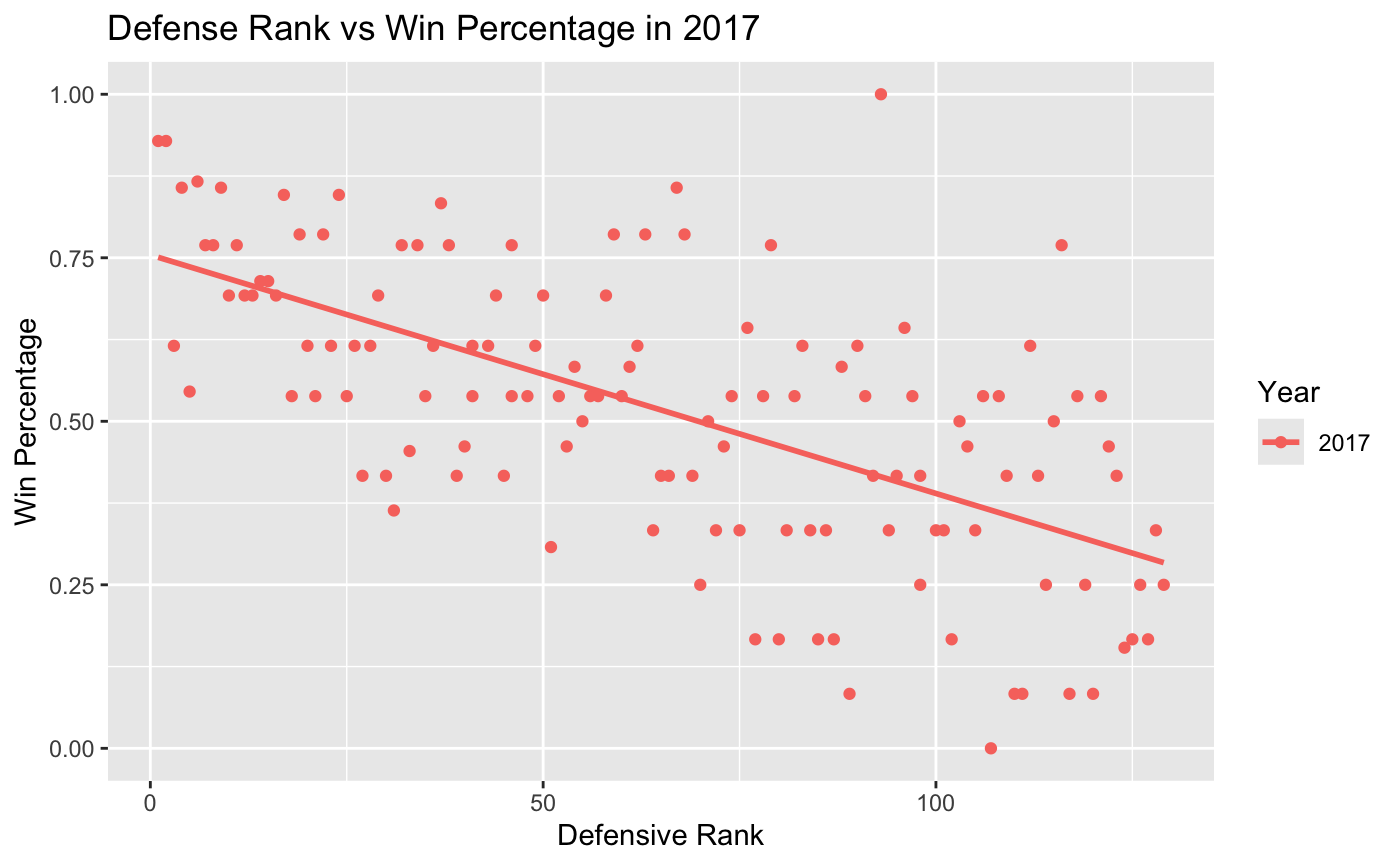 Defense Rank vs Win Percentage in 2017
1.00
0.75
0.50
0.25
0.00
Win Percentage
0 50 100
Defensive Rank
Year
2017